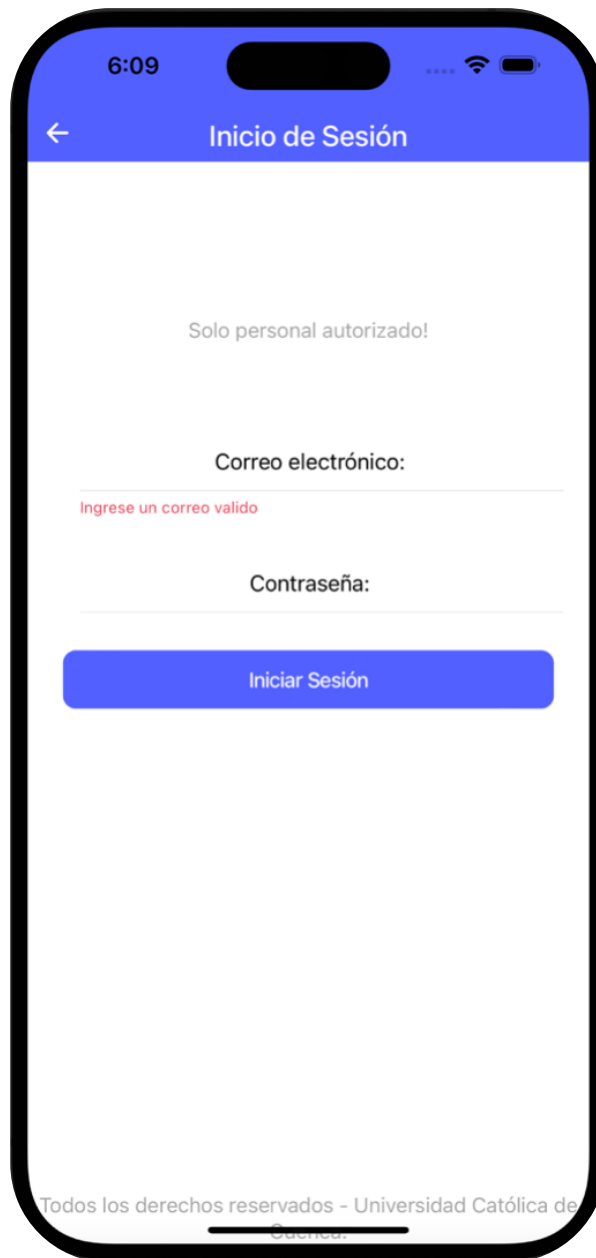 6:09
Inicio de Sesión
Solo personal autorizado!
Correo electrónico:
Ingrese un correo valido
Contraseña:
Iniciar Sesión
Todos los derechos reservados - Universidad Católica de
Cuenca.